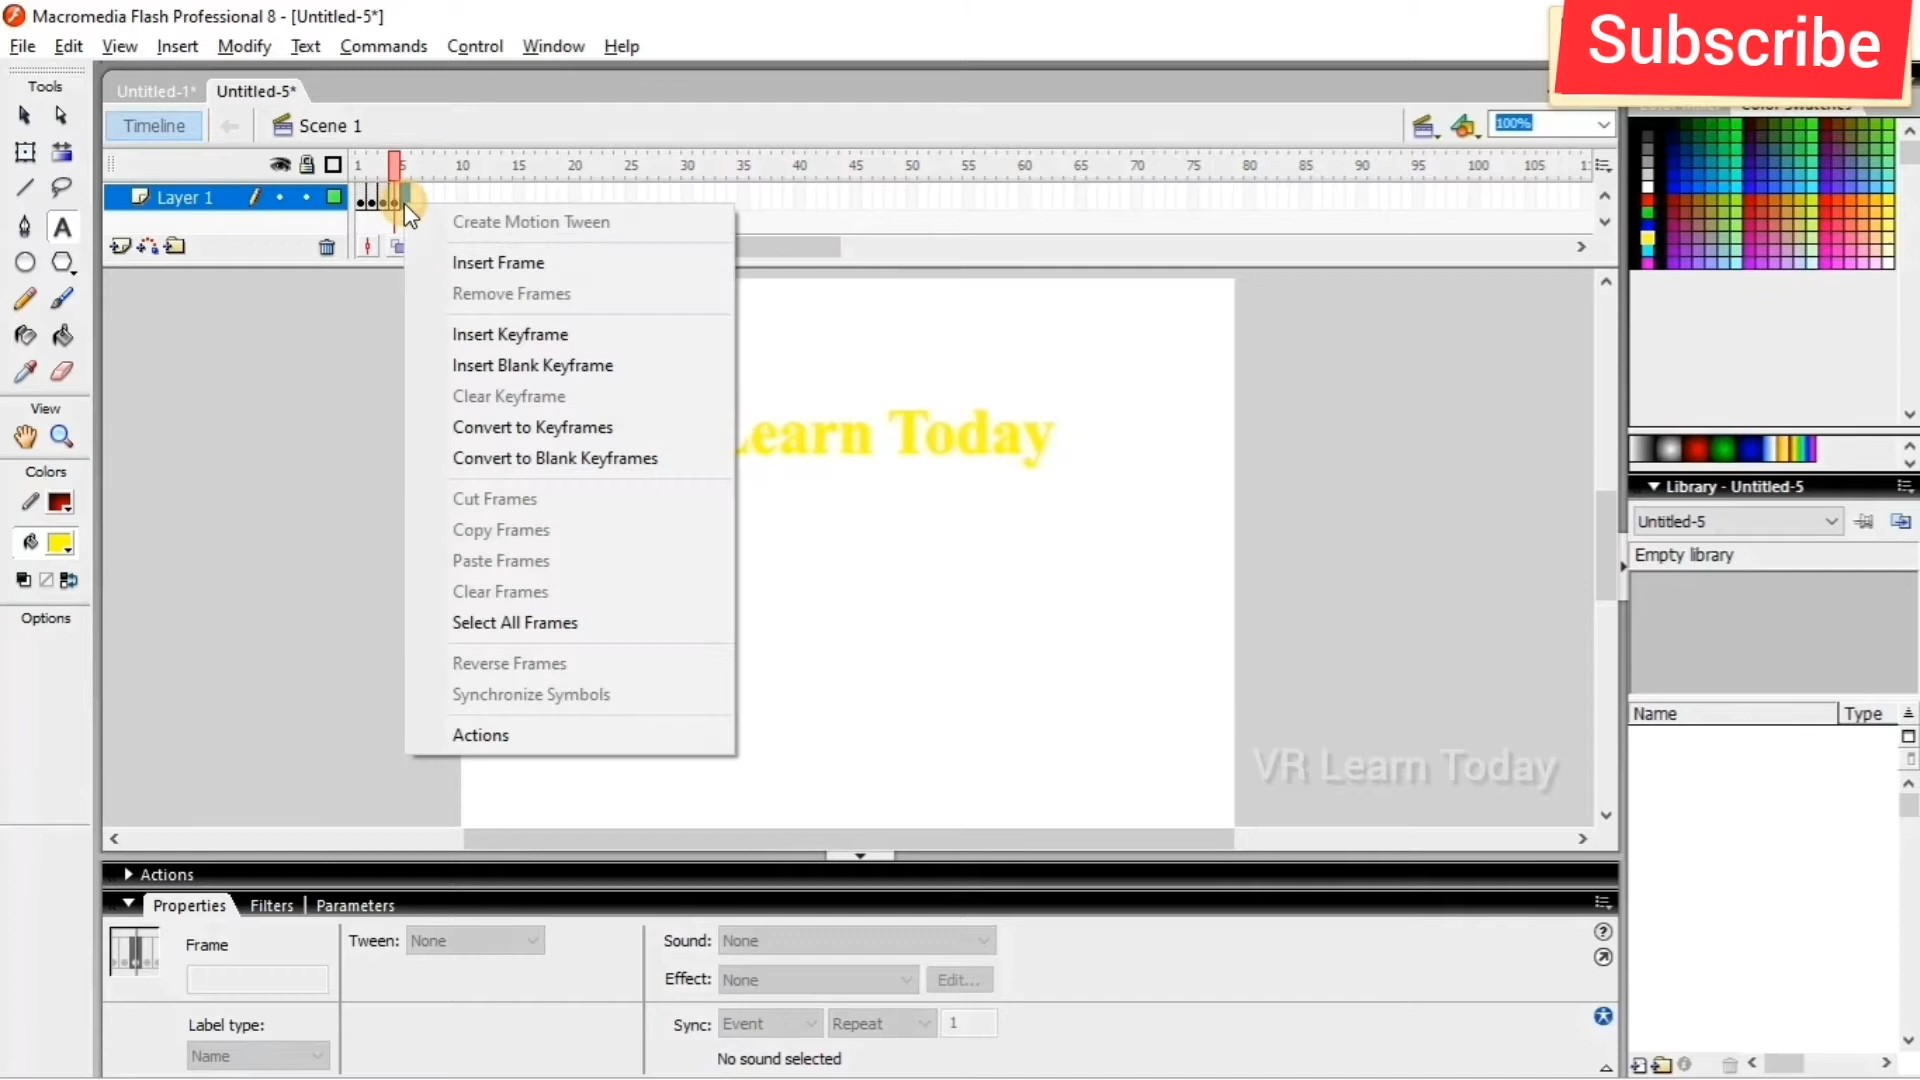 Macromedia Flash Professional 8 - [Untitled-5*]
Subscribe
File Edit View Insert Modify Text Commands Control Window Help
Tools
Untitled-1* Untitled-5*
Timeline Scene 1 100%
1 5 10 15 20 25 30 35 40 45 50 55 60 65 70 75 80 85 90 95 100 105
Layer 1
Create Motion Tween
Insert Frame
Remove Frames
Insert Keyframe
Insert Blank Keyframe
Clear Keyframe
Convert to Keyframes
Convert to Blank Keyframes
Cut Frames
Copy Frames
Paste Frames
Clear Frames
Select All Frames
Reverse Frames
Synchronize Symbols
Actions
Learn Today
View
Colors
Options
Library - Untitled-5
Untitled-5
Empty library
Name Type
VR Learn Today
Actions
Properties Filters Parameters
Frame Tween: None Sound: None
Effect: None Edit...
Label type: Sync: Event Repeat 1
Name No sound selected